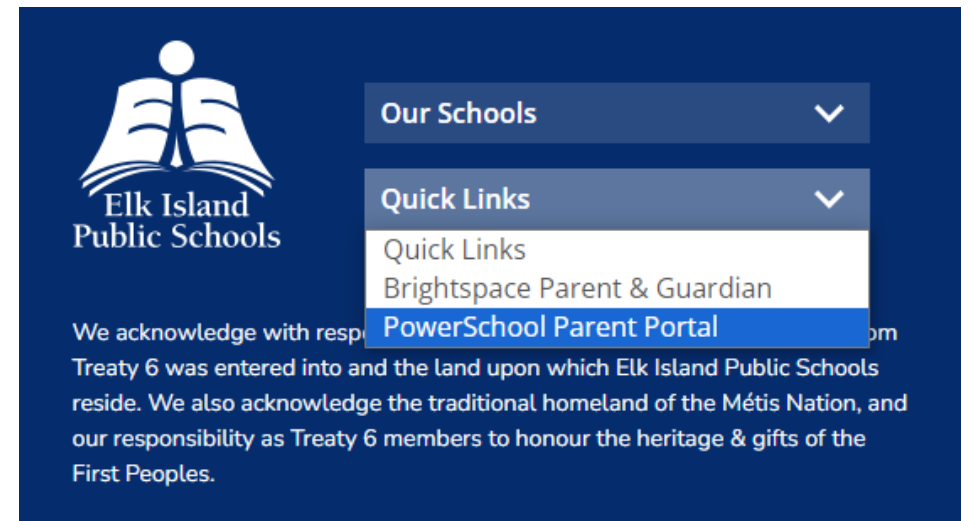 Elk Island
Public Schools
Our Schools
Quick Links
Quick Links
Brightspace Parent & Guardian
PowerSchool Parent Portal
We acknowledge with
Treaty 6 was entered into and the land upon which Elk Island Public Schools
reside. We also acknowledge the traditional homeland of the Métis Nation, and
our responsibility as Treaty 6 members to honour the heritage & gifts of the
First Peoples.